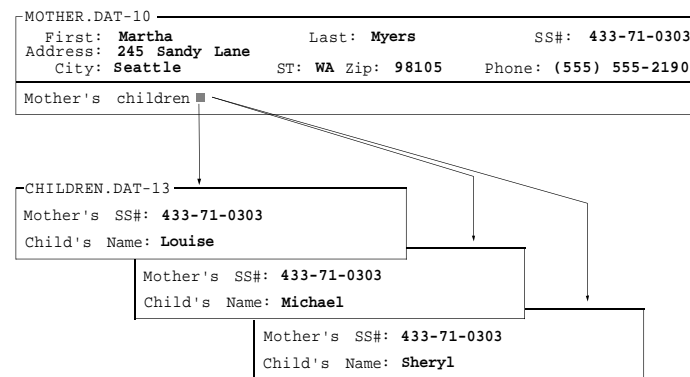 MOTHER.DAT-10
First: Martha Last: Myers SS#: 433-71-0303
Address: 245 Sandy Lane
City: Seattle ST: WA Zip: 98105 Phone: (555) 555-2190
Mother's children
CHILDREN.DAT-13
Mother's SS#: 433-71-0303
Child's Name: Louise
Mother's SS#: 433-71-0303
Child's Name: Michael
Mother's SS#: 433-71-0303
Child's Name: Sheryl